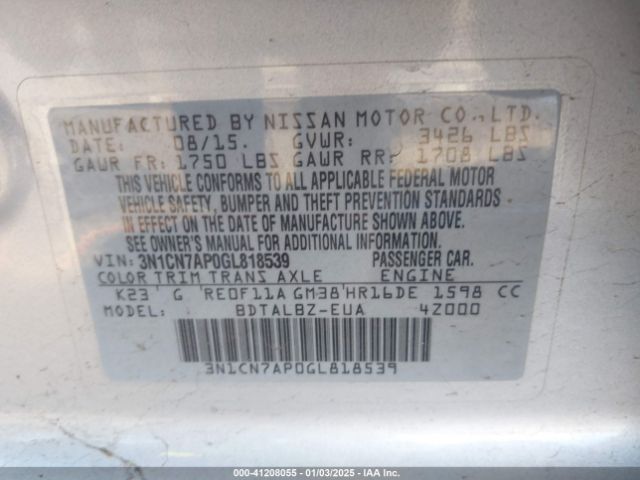 MANUFACTURED BY NISSAN MOTOR CO.,LTD.
DATE: 08/15. GVWR: 3426 LBS
GAWR FR: 1750 LBS GAWR RR: 1708 LBS
THIS VEHICLE CONFORMS TO ALL APPLICABLE FEDERAL MOTOR
VEHICLE SAFETY, BUMPER AND THEFT PREVENTION STANDARDS
IN EFFECT ON THE DATE OF MANUFACTURE SHOWN ABOVE.
SEE OWNER'S MANUAL FOR ADDITIONAL INFORMATION.
VIN: 3N1CN7AP0GL818539 PASSENGER CAR.
COLOR TRIM TRANS AXLE ENGINE
K23 G RE0F11A GM38 HR16DE 1598 CC
MODEL: BDTALBZ-EUA 4Z000
3N1CN7AP0GL818539
000-41208055 | 01/03/2025 | IAA Inc.